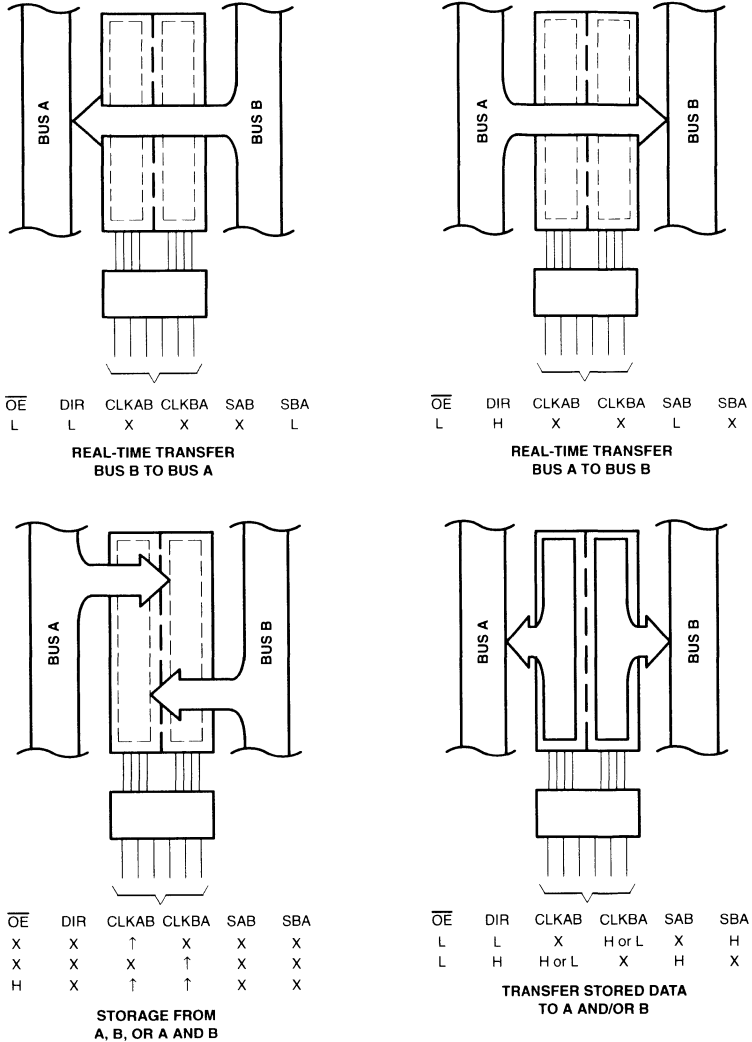 BUS A
BUS B
OE DIR CLKAB CLKBA SAB SBA
L L X X X L
REAL-TIME TRANSFER
BUS B TO BUS A
BUS A
BUS B
OE DIR CLKAB CLKBA SAB SBA
L H X X L X
REAL-TIME TRANSFER
BUS A TO BUS B
BUS A
BUS B
OE DIR CLKAB CLKBA SAB SBA
X X ↑ X X X
X X X ↑ X X
H X ↑ ↑ X X
STORAGE FROM
A, B, OR A AND B
BUS A
BUS B
OE DIR CLKAB CLKBA SAB SBA
L L X H or L X H
L H H or L X H X
TRANSFER STORED DATA
TO A AND/OR B